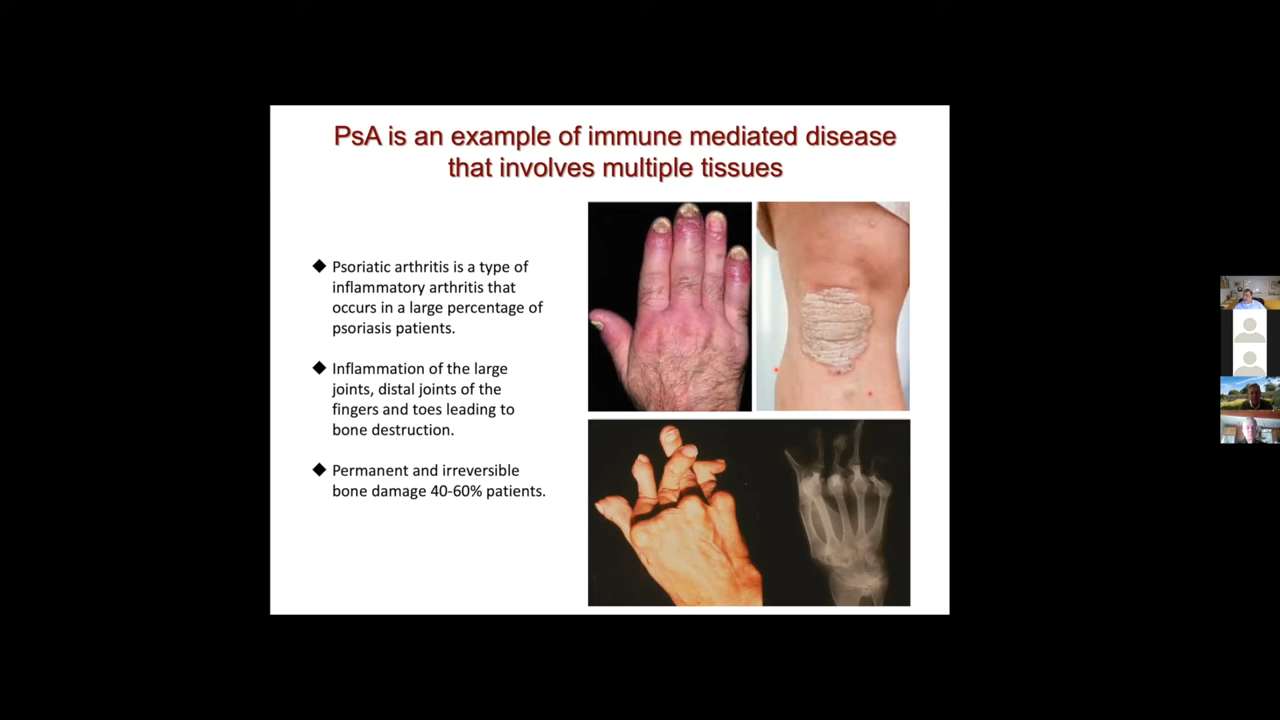 PsA is an example of immune mediated disease
that involves multiple tissues
◆ Psoriatic arthritis is a type of
inflammatory arthritis that
occurs in a large percentage of
psoriasis patients.
◆ Inflammation of the large
joints, distal joints of the
fingers and toes leading to
bone destruction.
◆ Permanent and irreversible
bone damage 40-60% patients.